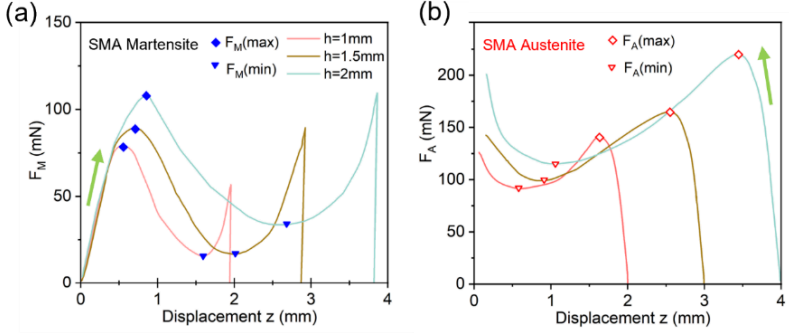 (a)
SMA Martensite
F_M(max)
F_M(min)
h=1mm
h=1.5mm
h=2mm
150
100
50
0
F_M (mN)
0 1 2 3 4
Displacement z (mm)
(b)
SMA Austenite
F_A(max)
F_A(min)
200
150
100
50
0
F_A (mN)
0 1 2 3 4
Displacement z (mm)